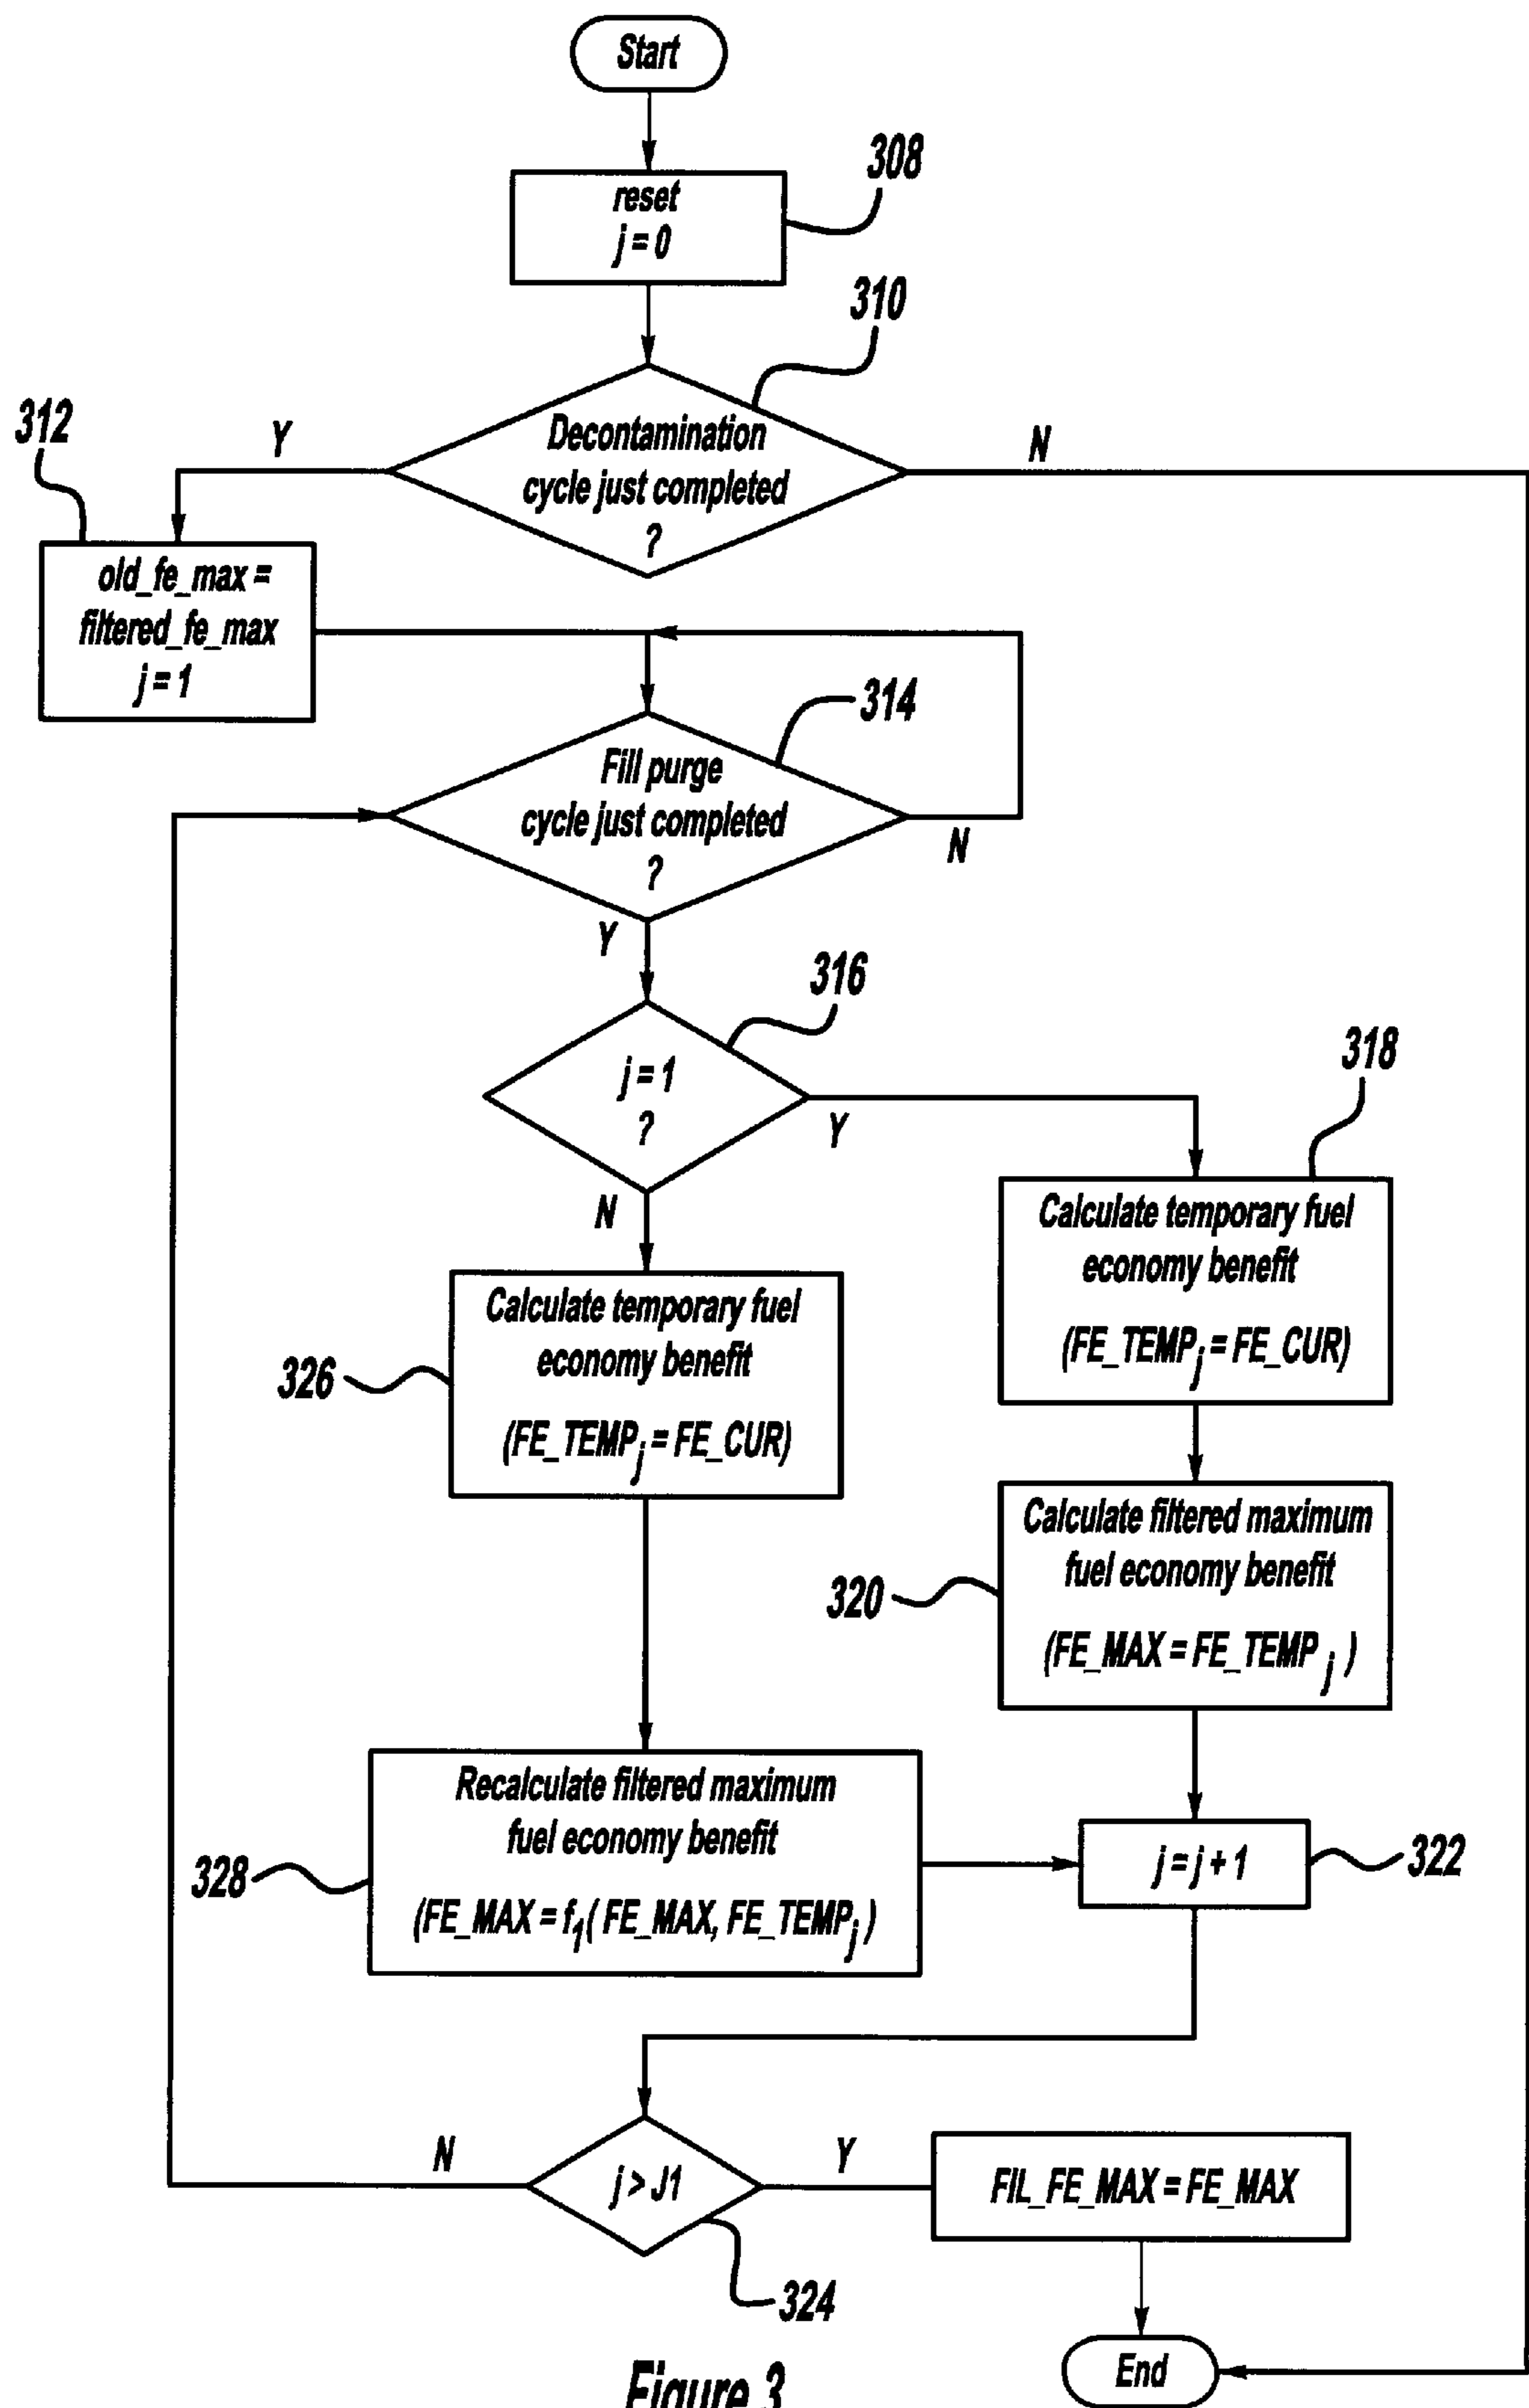 Start
308
reset
j = 0
310
312
Y
N
Decontamination
cycle just completed
?
old_fe_max =
filtered_fe_max
j = 1
314
Fill purge
cycle just completed
?
N
Y
316
j = 1
?
Y
N
318
Calculate temporary fuel
economy benefit
(FE_TEMPj = FE_CUR)
326
Calculate temporary fuel
economy benefit
(FE_TEMPj = FE_CUR)
320
Calculate filtered maximum
fuel economy benefit
(FE_MAX = FE_TEMP j )
328
Recalculate filtered maximum
fuel economy benefit
(FE_MAX = f1( FE_MAX, FE_TEMPj )
j = j + 1
322
N
j > J1
Y
FIL_FE_MAX = FE_MAX
324
End
Figure 3